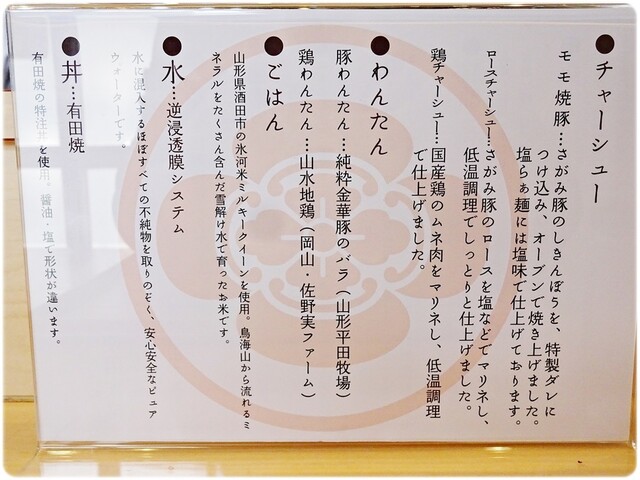 ●チャーシュー
モモ焼豚…さがみ豚のしきんぼうを、特製ダレに
つけ込み、オーブンで焼き上げました。
塩らぁ麺には塩味で仕上げております。
ロースチャーシュー…さがみ豚のロースを塩などでマリネし、
低温調理でしっとりと仕上げました。
鶏チャーシュー…国産鶏のムネ肉をマリネし、低温調理
で仕上げました。
●わんたん
豚わんたん…純粋金華豚のバラ(山形平田牧場)
鶏わんたん…山水地鶏(岡山・佐野実ファーム)
●ごはん
山形県酒田市の氷河米ミルキークイーンを使用。鳥海山から流れるミ
ネラルをたくさん含んだ雪解け水で育ったお米です。
●水…逆浸透膜システム
水に混入するほぼすべての不純物を取りのぞく、安心安全なピュア
ウォーターです。
●丼…有田焼
有田焼の特注丼を使用。醤油・塩で形状が違います。